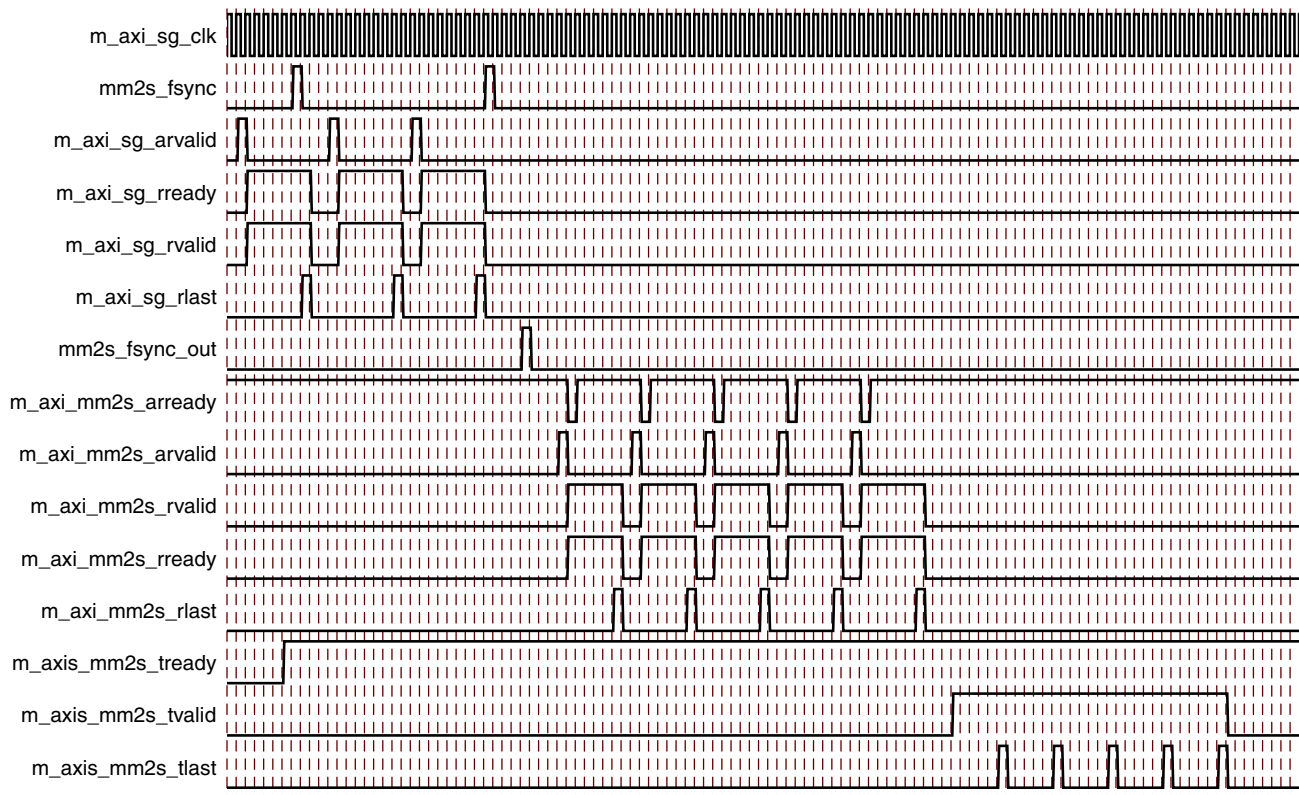 m_axi_sg_clk
mm2s_fsync
m_axi_sg_arvalid
m_axi_sg_rready
m_axi_sg_rvalid
m_axi_sg_rlast
mm2s_fsync_out
m_axi_mm2s_arready
m_axi_mm2s_arvalid
m_axi_mm2s_rvalid
m_axi_mm2s_rready
m_axi_mm2s_rlast
m_axis_mm2s_tready
m_axis_mm2s_tvalid
m_axis_mm2s_tlast